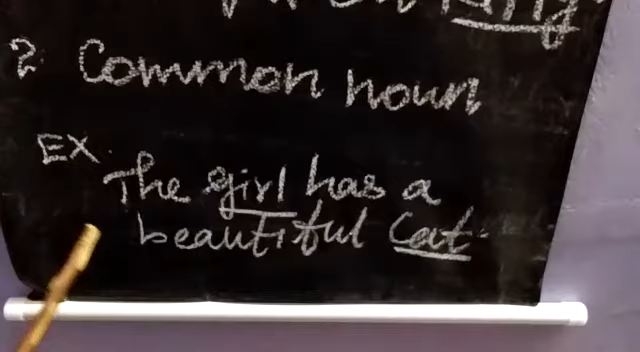 2 Common noun
EX.
The girl has a
beautiful Cat.